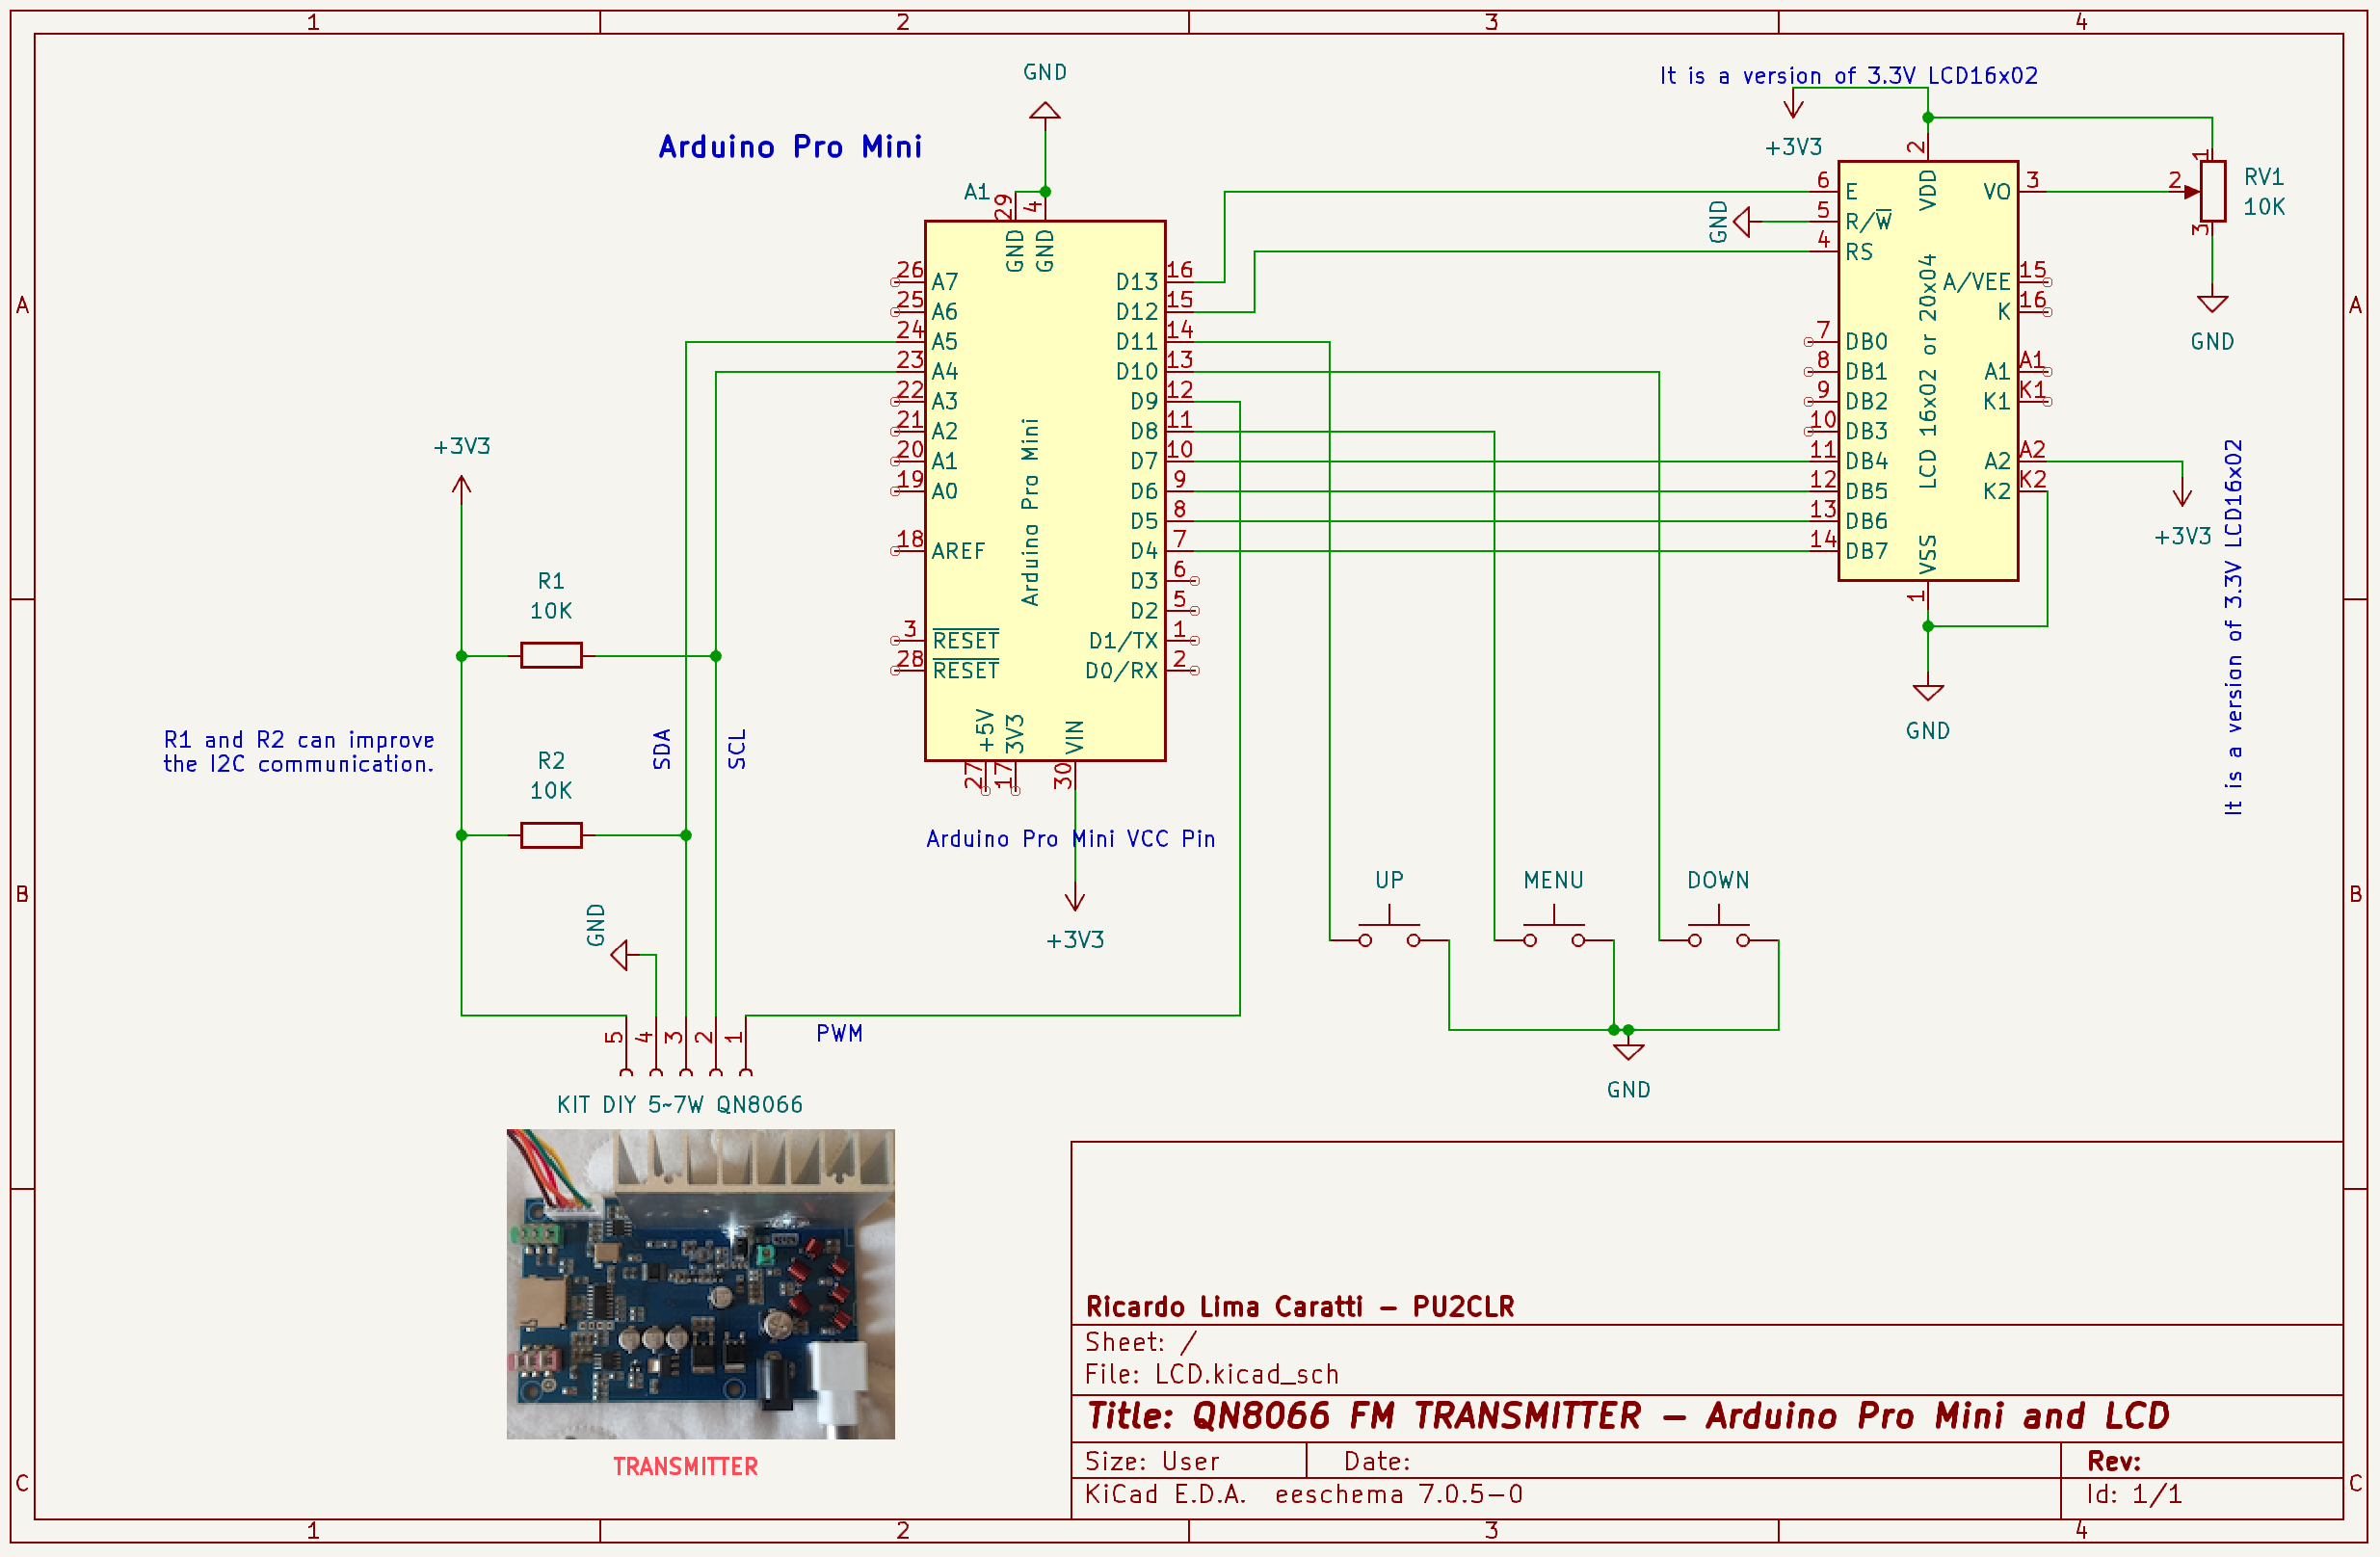 1
2
3
4
GND
It is a version of 3.3V LCD16x02
Arduino Pro Mini
+3V3
A1
29
4
GND
GND
26
A7
25
A6
24
A5
23
A4
22
A3
21
A2
20
A1
19
A0
18
AREF
3
RESET
28
RESET
Arduino Pro Mini
16
D13
15
D12
14
D11
13
D10
12
D9
11
D8
10
D7
9
D6
8
D5
7
D4
6
D3
5
D2
1
D1/TX
2
D0/RX
+5V
3V3
VIN
27
17
30
Arduino Pro Mini VCC Pin
+3V3
2
VDD
6
E
5
R/W
GND
4
RS
7
DB0
8
DB1
9
DB2
10
DB3
11
DB4
12
DB5
13
DB6
14
DB7
LCD 16x02 or 20x04
3
VO
15
A/VEE
16
K
A1
A1
K1
K1
A2
A2
K2
K2
VSS
1
GND
1
2
3
RV1
10K
GND
+3V3
It is a version of 3.3V LCD16x02
A
A
+3V3
R1
10K
R1 and R2 can improve
the I2C communication.
SDA
SCL
R2
10K
GND
UP
MENU
DOWN
GND
B
B
5
4
3
2
1
PWM
KIT DIY 5~7W QN8066
TRANSMITTER
Ricardo Lima Caratti - PU2CLR
Sheet: /
File: LCD.kicad_sch
Title: QN8066 FM TRANSMITTER - Arduino Pro Mini and LCD
Size: User
Date:
Rev:
KiCad E.D.A. eeschema 7.0.5-0
Id: 1/1
C
C
1
2
3
4